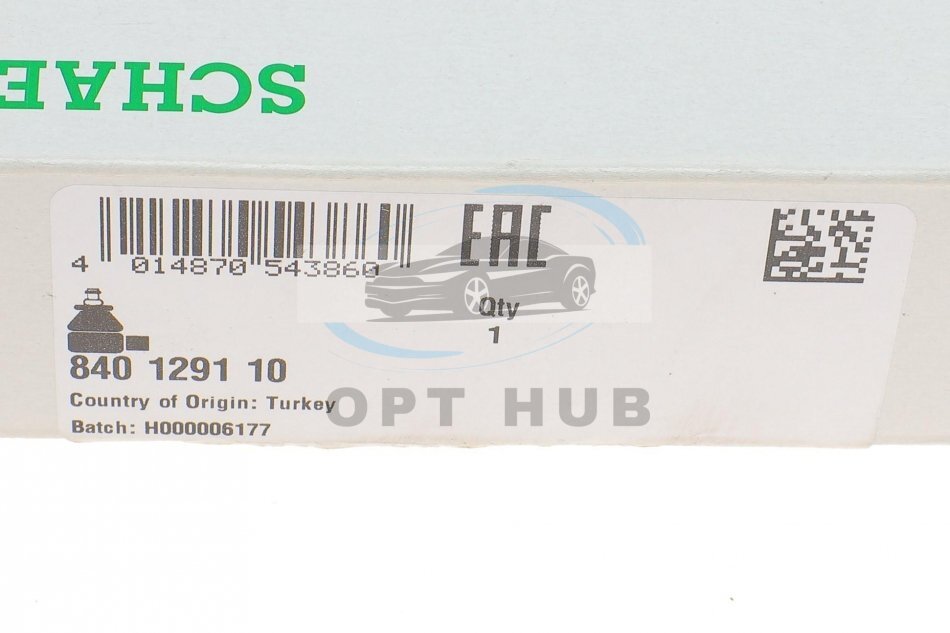 SCHAE
EAC
4 014870 543860
Qty
1
840 1291 10
Country of Origin: Turkey
OPT HUB
Batch: H000006177